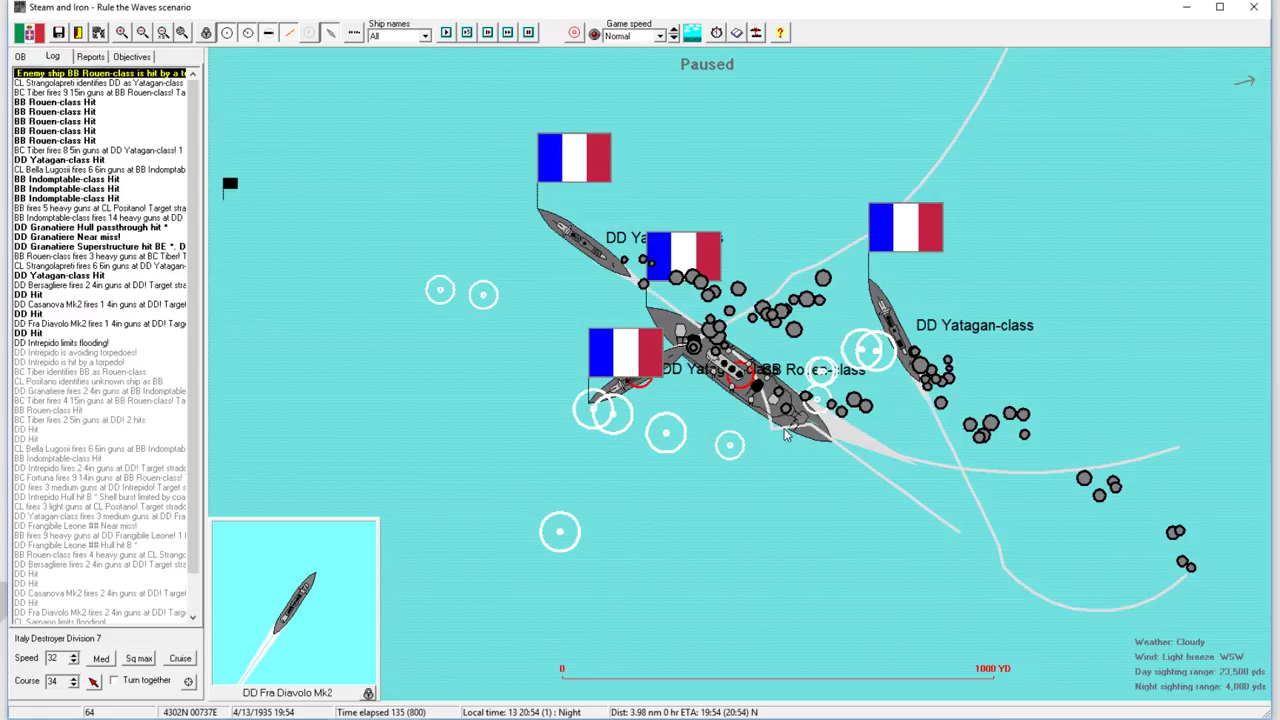 Steam and Iron - Rule the Waves scenario
Ship names
All
Game speed
Normal
OB
Log
Reports
Objectives
Paused
Enemy ship BB Rouen-class is hit by a to
CL Strangolapreti identifies DD as Yatagan-class
BC Tiber fires 9 15in guns at BB Rouen-class! Ta
BB Rouen-class Hit
BB Rouen-class Hit
BB Rouen-class Hit
BB Rouen-class Hit
BB Rouen-class Hit
BC Tiber fires 8 5in guns at DD Yatagan-class! 1
DD Yatagan-class Hit
CL Bella Lugosii fires 6 6in guns at BB Indomptab
BB Indomptable-class Hit
BB Indomptable-class Hit
BB Indomptable-class Hit
BB fires 5 heavy guns at CL Positano! Target stra
BB Indomptable-class fires 14 heavy guns at DD
DD Granatiere Hull passthrough hit *
DD Granatiere Near miss!
DD Granatiere Superstructure hit BE *. D
BB Rouen-class fires 3 heavy guns at BC Tiber! T
CL Strangolapreti fires 6 6in guns at DD Yatagan-
DD Yatagan-class Hit
DD Bersagliere fires 2 4in guns at DD! Target stra
DD Hit
DD Casanova Mk2 fires 1 4in guns at DD! Target
DD Hit
DD Fra Diavolo Mk2 fires 1 4in guns at DD! Targ
DD Hit
DD Intrepido limits flooding!
DD Intrepido is avoiding torpedoes!
DD Intrepido is hit by a torpedo!
BC Tiber identifies BB as Rouen-class
CL Positano identifies unknown ship as BB
DD Granatiere fires 2 4in guns at BB Indomptable
BC Tiber fires 4 15in guns at BB Rouen-class! Ta
BB Rouen-class Hit
BC Tiber fires 2 5in guns at DD! 2 hits
DD Hit
DD Hit
CL Bella Lugosii fires 6 6in guns at BB Indomptab
BB Indomptable-class Hit
DD Intrepido fires 2 4in guns at DD! Target stradd
BC Fortuna fires 9 14in guns at BB Rouen-class!
DD fires 3 medium guns at DD Intrepido! Target s
DD Intrepido Hull hit B * Shell burst limited by coa
CL fires 3 light guns at CL Positano! Target stradd
DD Yatagan-class fires 3 medium guns at DD Fra
DD Frangibile Leone ## Near miss!
BB fires 9 heavy guns at DD Frangibile Leone! 1 h
DD Frangibile Leone ## Hull hit B *
BB Rouen-class fires 4 heavy guns at CL Strango
DD Bersagliere fires 2 4in guns at DD! Target stra
DD Hit
DD Hit
DD Casanova Mk2 fires 2 4in guns at DD! Target
DD Hit
DD Fra Diavolo Mk2 fires 2 4in guns at DD! Targ
CL Sarnano limits flooding!
DD Yatagan-class
DD Yatagan-class
BB Rouen-class
Italy Destroyer Division 7
Speed
32
Med
Sq max
Cruise
Course
34
Turn together
DD Fra Diavolo Mk2
0
1000 YD
Weather: Cloudy
Wind: Light breeze WSW
Day sighting range: 23,500 yds
Night sighting range: 4,000 yds
64
4302N 00737E
4/13/1935 19:54
Time elapsed 135 (800)
Local time: 13 20:54 (1) : Night
Dist: 3.98 nm 0 hr ETA: 19:54 (20:54) N